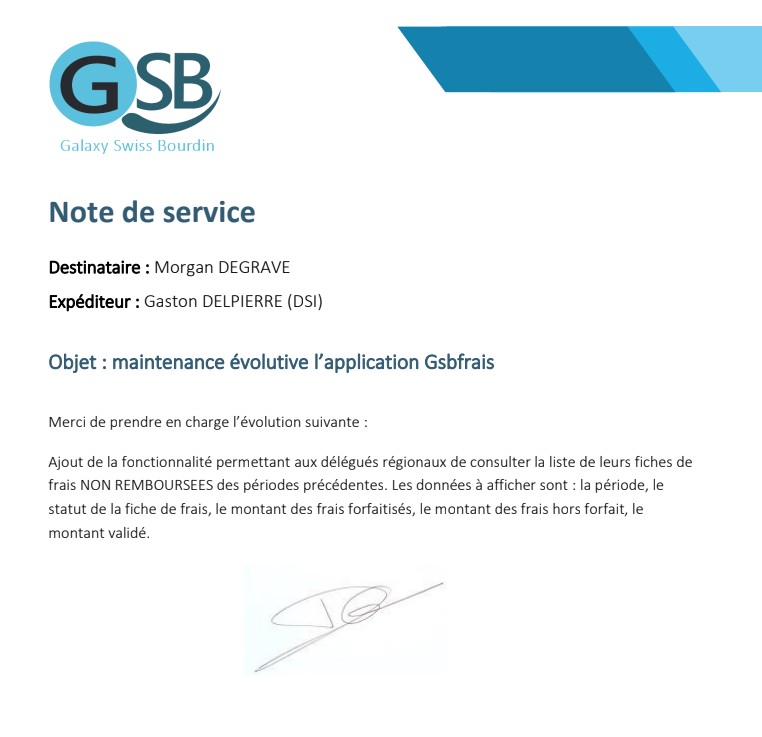 GSB
Galaxy Swiss Bourdin
Note de service
Destinataire : Morgan DEGRAVE
Expéditeur : Gaston DELPIERRE (DSI)
Objet : maintenance évolutive l’application Gsbfrais
Merci de prendre en charge l’évolution suivante :
Ajout de la fonctionnalité permettant aux délégués régionaux de consulter la liste de leurs fiches de
frais NON REMBOURSEES des périodes précédentes. Les données à afficher sont : la période, le
statut de la fiche de frais, le montant des frais forfaitisés, le montant des frais hors forfait, le
montant validé.